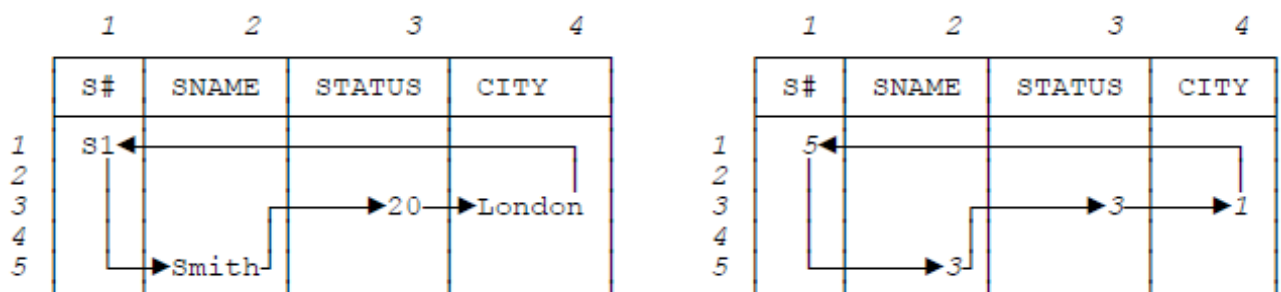 1 2 3 4 1 2 3 4
S# SNAME STATUS CITY S# SNAME STATUS CITY
1 S1 1 5
2 2
3 20 London 3 3 1
4 4
5 Smith 5 3